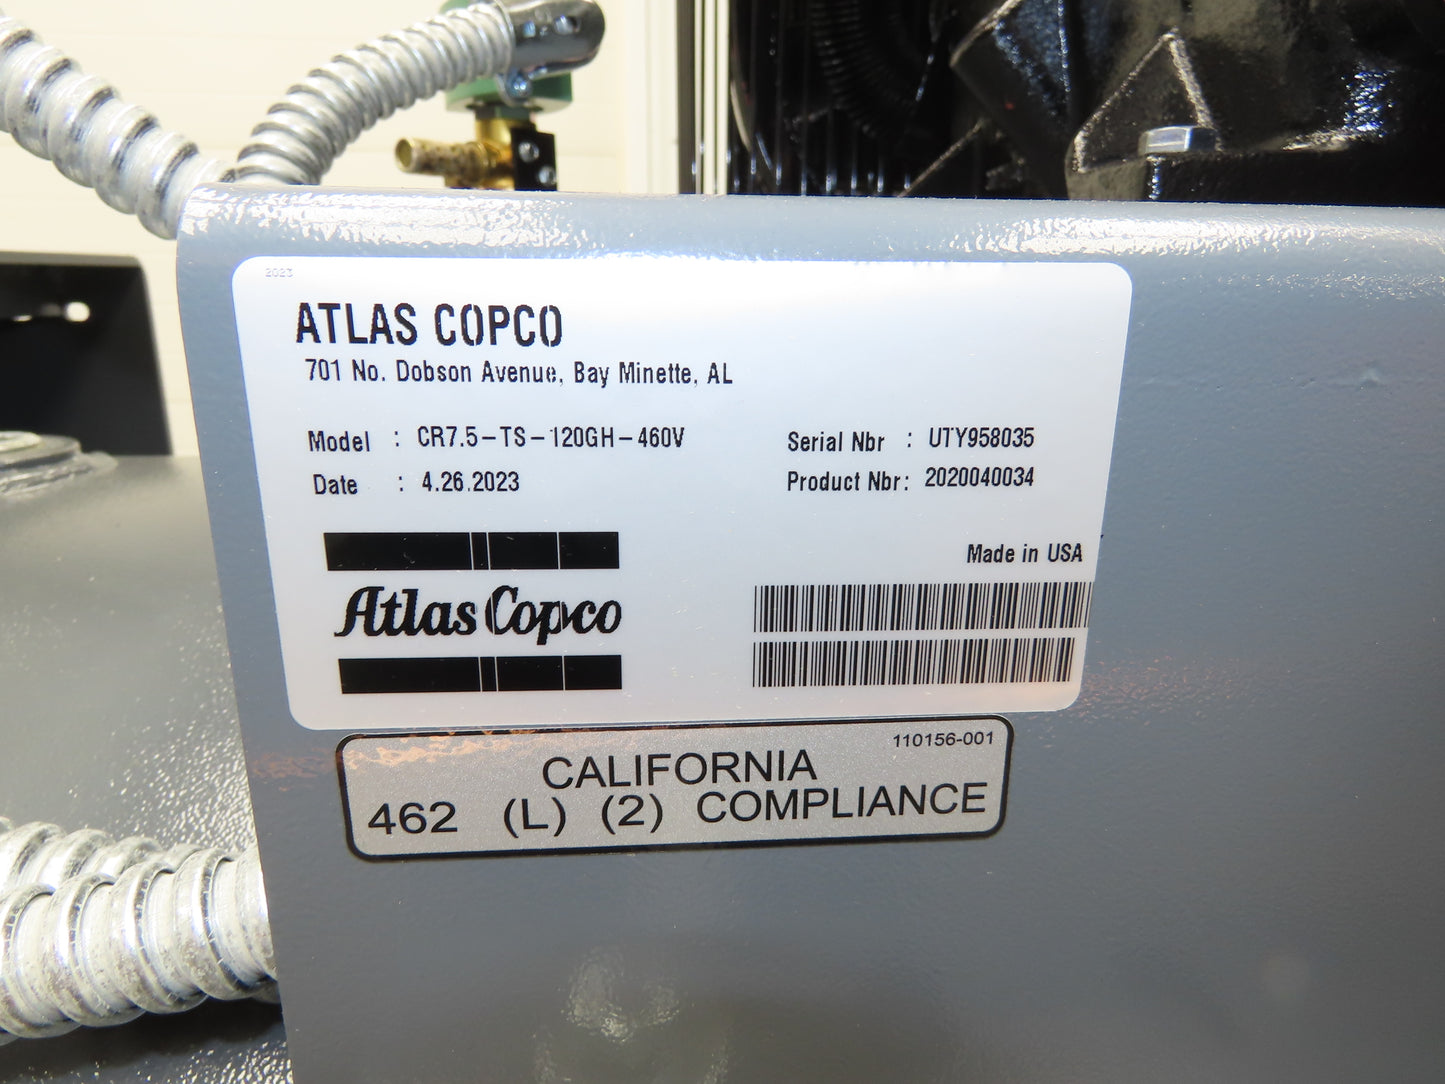 2023
ATLAS COPCO
701 No. Dobson Avenue, Bay Minette, AL
Model : CR7.5-TS-120GH-460V
Serial Nbr : UTY958035
Date : 4.26.2023
Product Nbr: 2020040034
Made in USA
Atlas Copco
110156-001
CALIFORNIA
462 (L) (2) COMPLIANCE